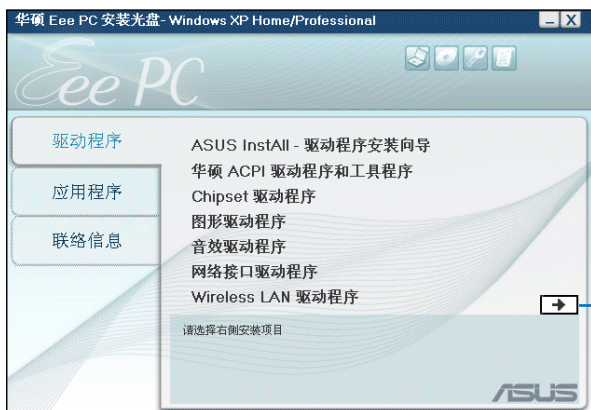 华硕 Eee PC 安装光盘- Windows XP Home/Professional
Eee PC
驱动程序
应用程序
联络信息
ASUS InstAll - 驱动程序安装向导
华硕 ACPI 驱动程序和工具程序
Chipset 驱动程序
图形驱动程序
音效驱动程序
网络接口驱动程序
Wireless LAN 驱动程序
请选择右侧安装项目
ASUS